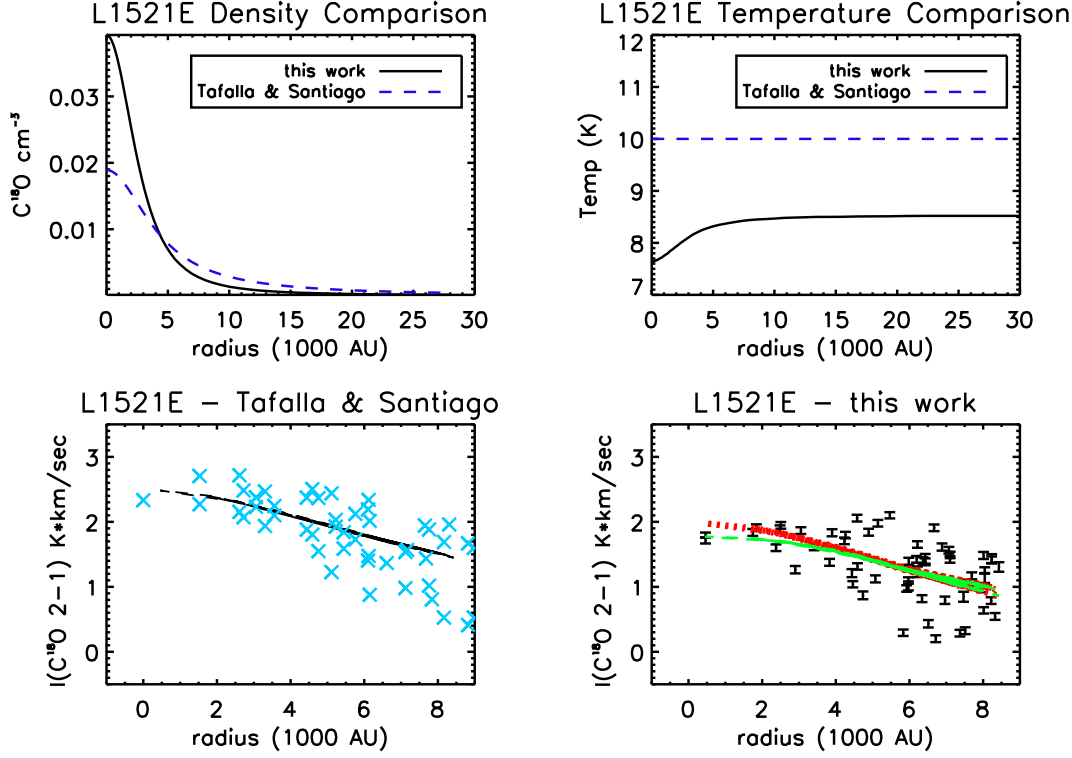 L1521E Density Comparison
this work
Tafalla & Santiago
C¹⁸O cm⁻³
0.03
0.02
0.01
0 5 10 15 20 25 30
radius (1000 AU)
L1521E Temperature Comparison
this work
Tafalla & Santiago
Temp (K)
12
11
10
9
8
7
0 5 10 15 20 25 30
radius (1000 AU)
L1521E – Tafalla & Santiago
I(C¹⁸O 2–1) K*km/sec
3
2
1
0
0 2 4 6 8
radius (1000 AU)
L1521E – this work
I(C¹⁸O 2–1) K*km/sec
3
2
1
0
0 2 4 6 8
radius (1000 AU)